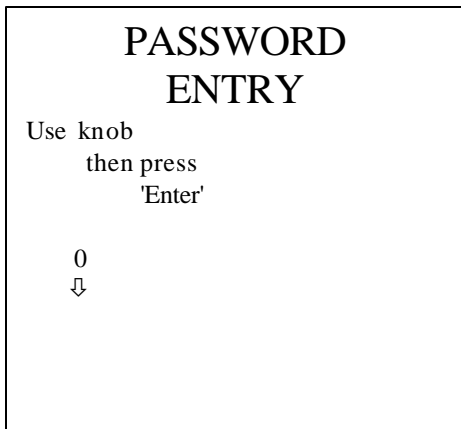 PASSWORD
ENTRY
Use knob
then press
'Enter'
0
⇩